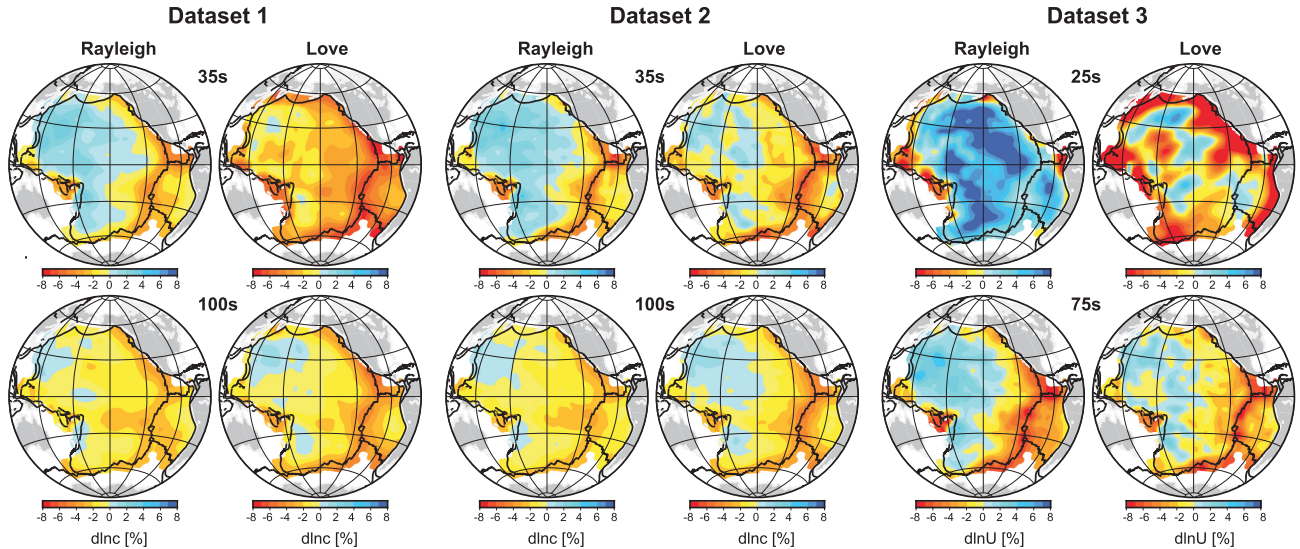 Dataset 1 Dataset 2 Dataset 3
Rayleigh Love Rayleigh Love Rayleigh Love
35s 35s 25s
-8 -6 -4 -2 0 2 4 6 8 -8 -6 -4 -2 0 2 4 6 8 -8 -6 -4 -2 0 2 4 6 8 -8 -6 -4 -2 0 2 4 6 8 -8 -6 -4 -2 0 2 4 6 8 -8 -6 -4 -2 0 2 4 6 8
100s 100s 75s
-8 -6 -4 -2 0 2 4 6 8 -8 -6 -4 -2 0 2 4 6 8 -8 -6 -4 -2 0 2 4 6 8 -8 -6 -4 -2 0 2 4 6 8 -8 -6 -4 -2 0 2 4 6 8 -8 -6 -4 -2 0 2 4 6 8
dlnc [%] dlnc [%] dlnc [%] dlnc [%] dlnU [%] dlnU [%]